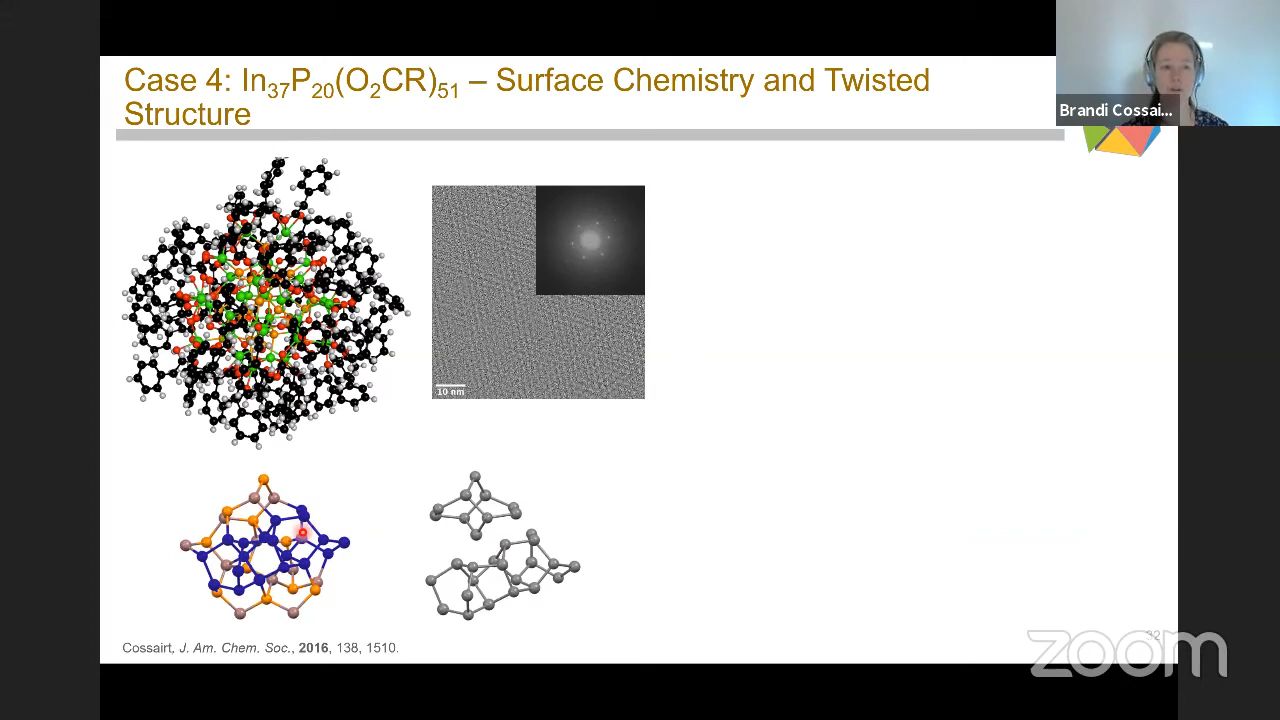 Case 4: In37P20(O2CR)51 – Surface Chemistry and Twisted
Structure
Brandi Cossai...
10 nm
Cossairt, J. Am. Chem. Soc., 2016, 138, 1510.
32
zoom